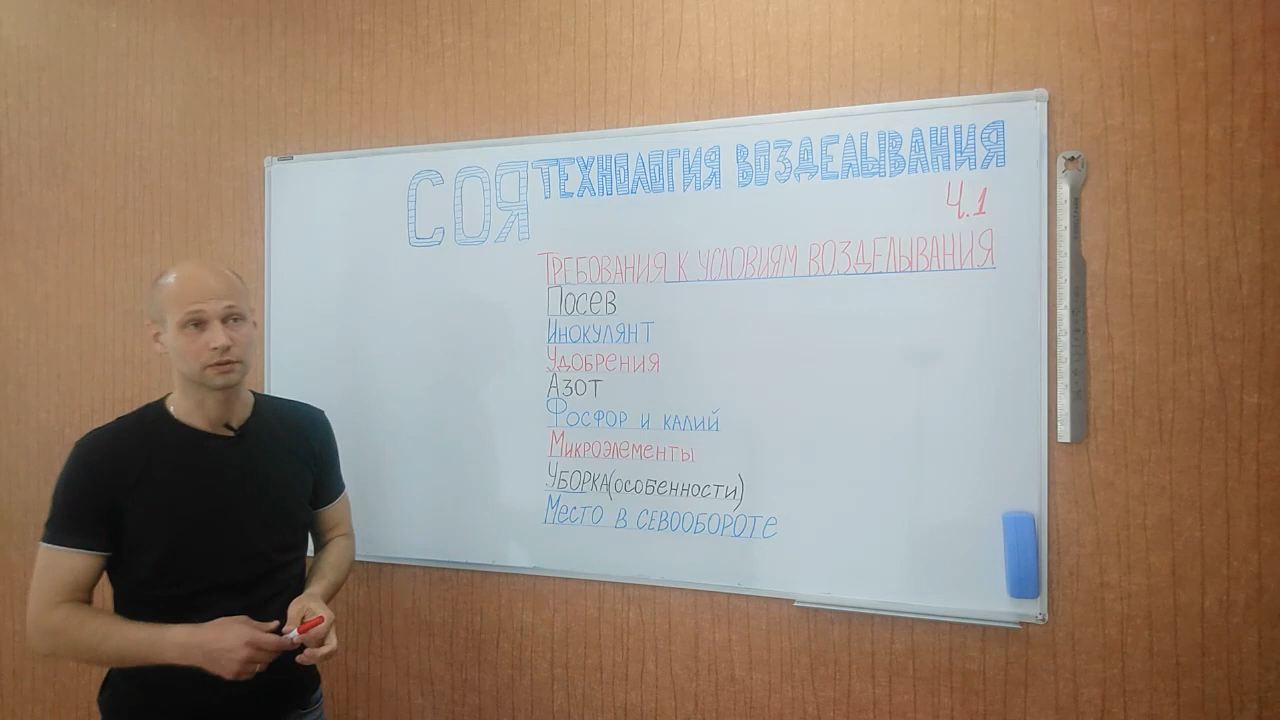 СОЯ ТЕХНОЛОГИЯ ВОЗДЕЛЫВАНИЯ
Ч.1
ТРЕБОВАНИЯ К УСЛОВИЯМ ВОЗДЕЛЫВАНИЯ
ПОСЕВ
ИНОКУЛЯНТ
УДОБРЕНИЯ
АЗОТ
ФОСФОР И КАЛИЙ
МИКРОЭЛЕМЕНТЫ
УБОРКА(ОСОБЕННОСТИ)
МЕСТО В СЕВООБОРОТЕ